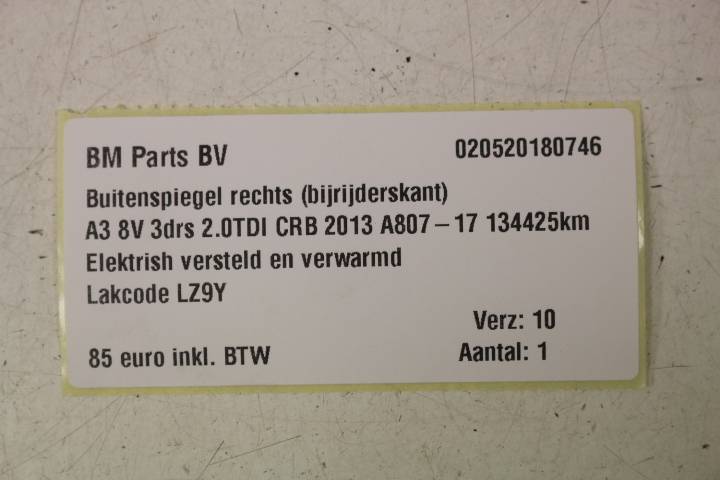 BM Parts BV 020520180746
Buitenspiegel rechts (bijrijderskant)
A3 8V 3drs 2.0TDI CRB 2013 A807 – 17 134425km
Elektrish versteld en verwarmd
Lakcode LZ9Y
Verz: 10
85 euro inkl. BTW Aantal: 1